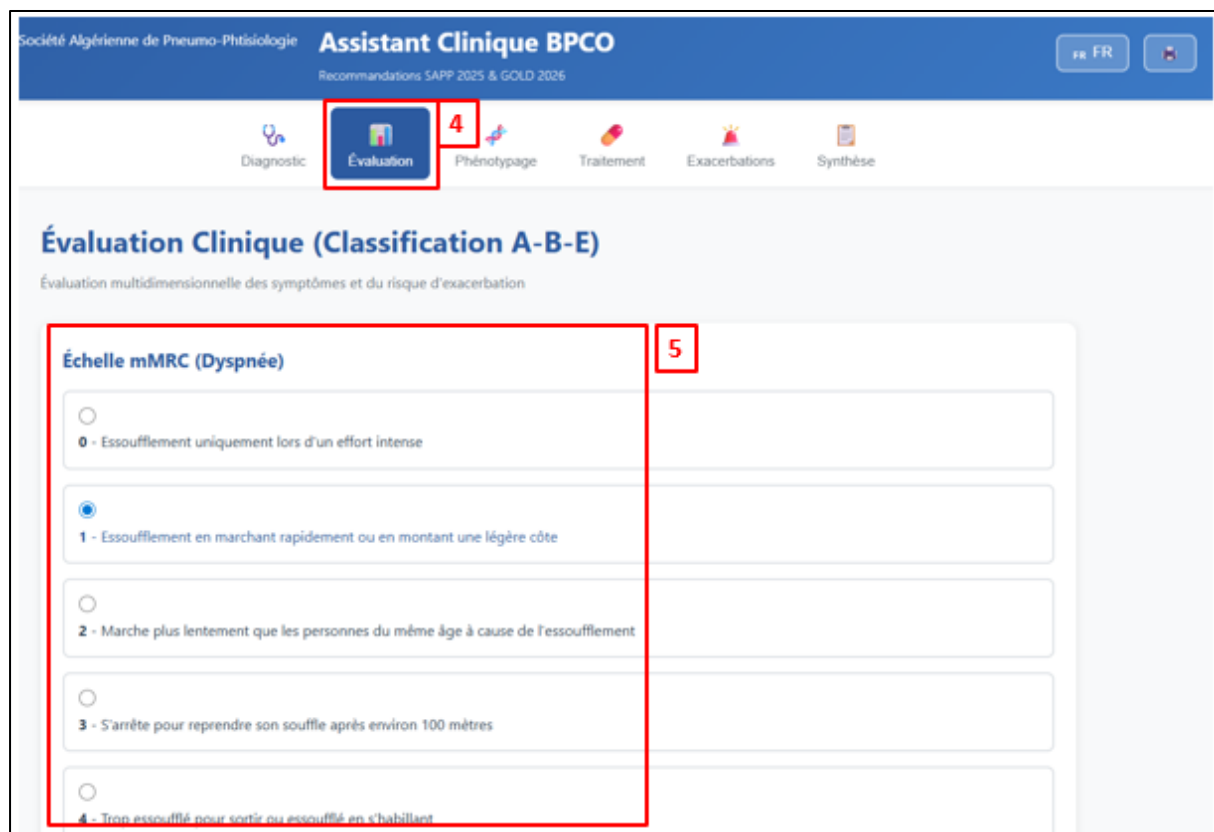 Société Algérienne de Pneumo-Phtisiologie
Assistant Clinique BPCO
Recommandations SAPP 2025 & GOLD 2026
FR FR
4
Diagnostic
Évaluation
Phénotypage
Traitement
Exacerbations
Synthèse
Évaluation Clinique (Classification A-B-E)
Évaluation multidimensionnelle des symptômes et du risque d'exacerbation
5
Échelle mMRC (Dyspnée)
0 - Essoufflement uniquement lors d'un effort intense
1 - Essoufflement en marchant rapidement ou en montant une légère côte
2 - Marche plus lentement que les personnes du même âge à cause de l'essoufflement
3 - S'arrête pour reprendre son souffle après environ 100 mètres
4 - Trop essoufflé pour sortir ou essoufflé en s'habillant